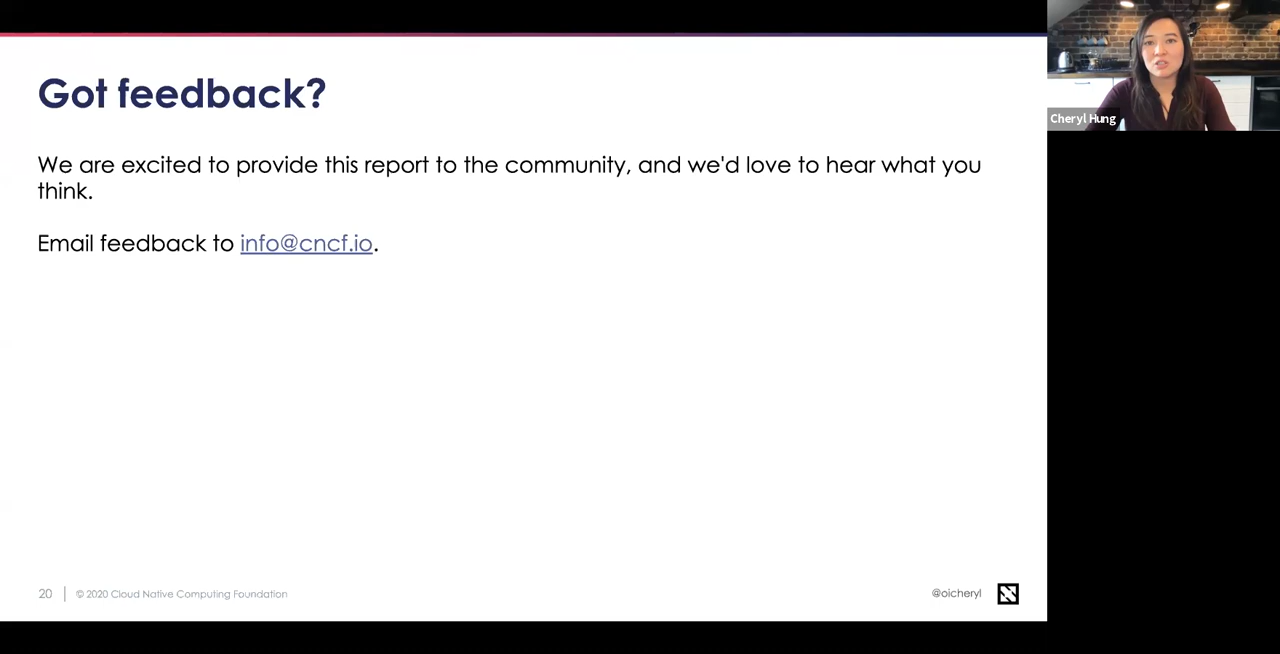 Got feedback?
We are excited to provide this report to the community, and we'd love to hear what you
think.
Email feedback to info@cncf.io.
20 © 2020 Cloud Native Computing Foundation
@oicheryl
Cheryl Hung